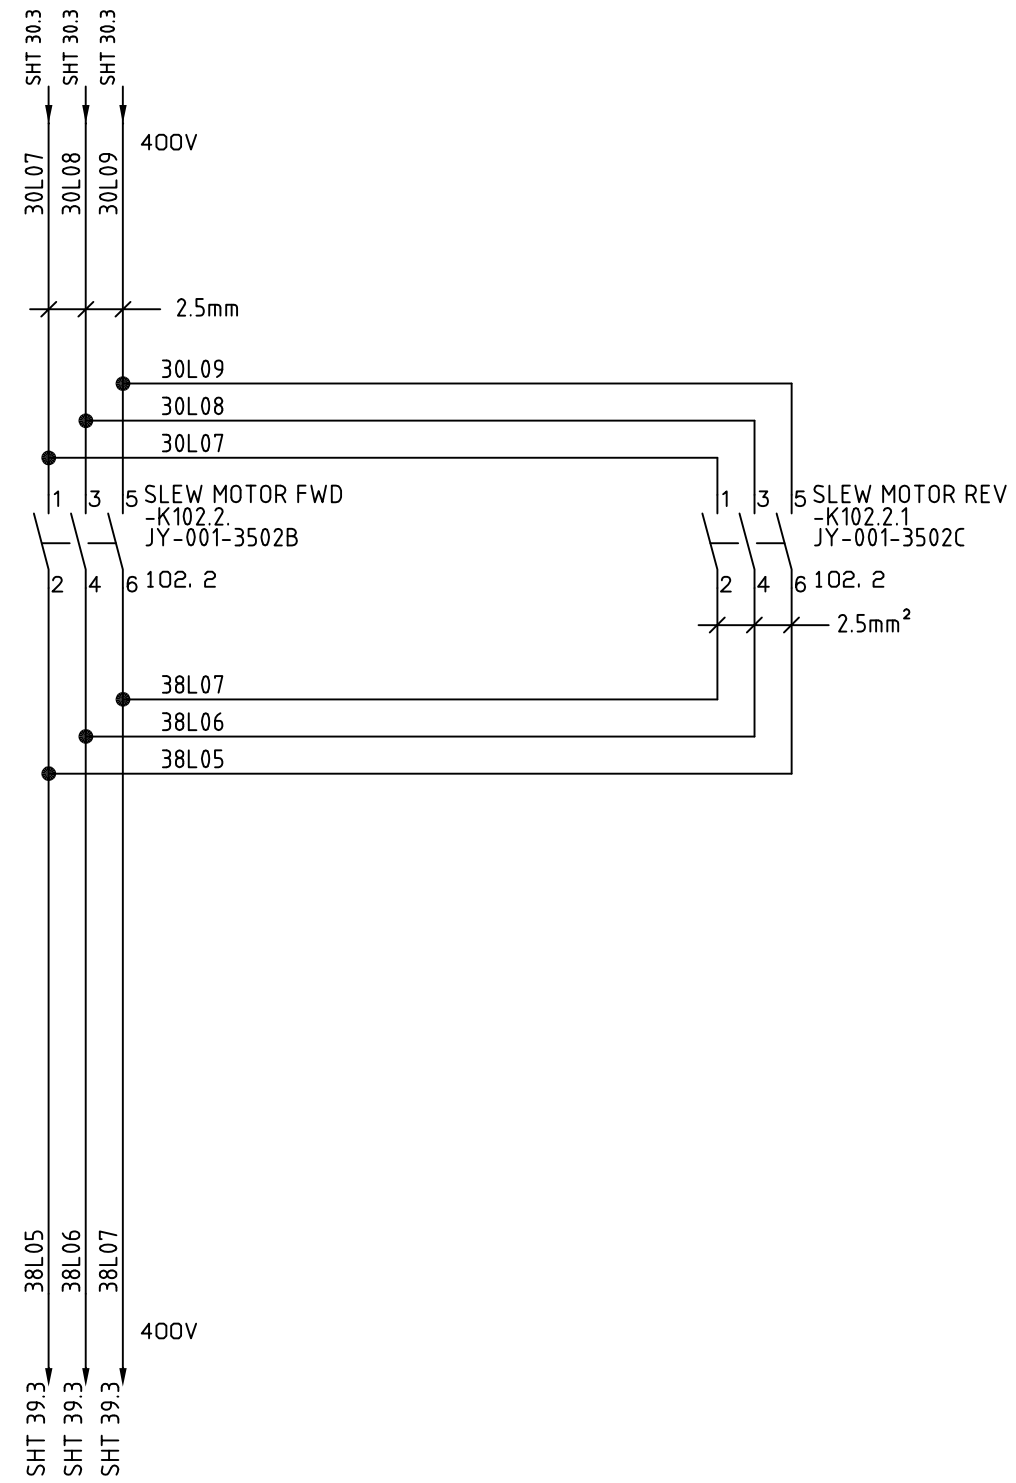 SHT 30.3
SHT 30.3
SHT 30.3
400V
30L07
30L08
30L09
2.5mm
30L09
30L08
30L07
1 3 5 SLEW MOTOR FWD
-K102.2.
JY-001-3502B
2 4 6 102. 2
1 3 5 SLEW MOTOR REV
-K102.2.1
JY-001-3502C
2 4 6 102. 2
2.5mm²
38L07
38L06
38L05
38L05
38L06
38L07
400V
SHT 39.3
SHT 39.3
SHT 39.3